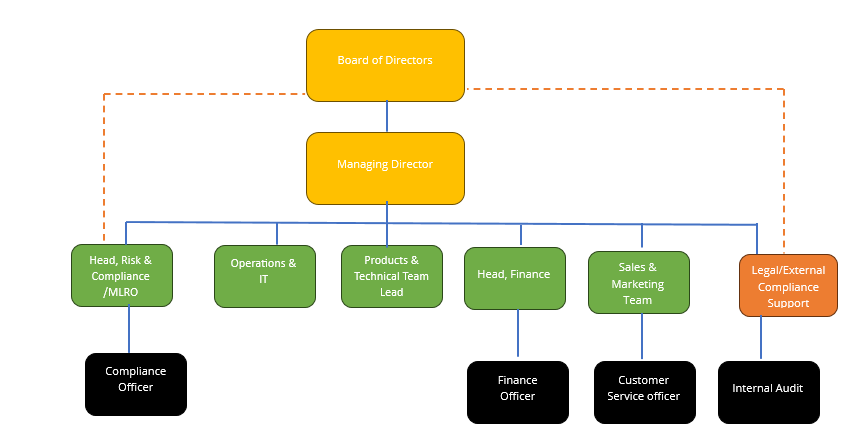 Board of Directors
Managing Director
Head, Risk &
Compliance
/MLRO
Operations &
IT
Products &
Technical Team
Lead
Head, Finance
Sales &
Marketing
Team
Legal/External
Compliance
Support
Compliance
Officer
Finance
Officer
Customer
Service officer
Internal Audit